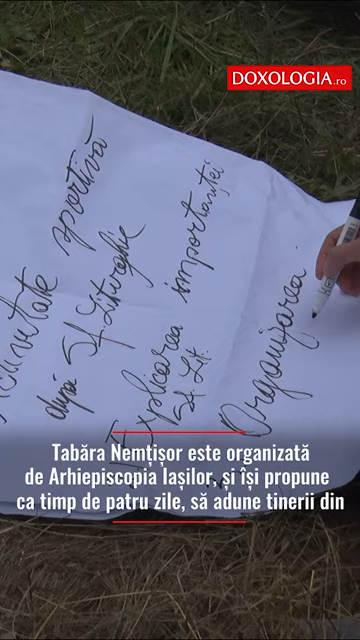 DOXOLOGIA.ro
Activitate sportivă
după Sf. Liturghie
Explicarea importanței
Sf. Lit.
Organizarea
Tabăra Nemțișor este organizată
de Arhiepiscopia Iașilor, și își propune
ca timp de patru zile, să adune tinerii din